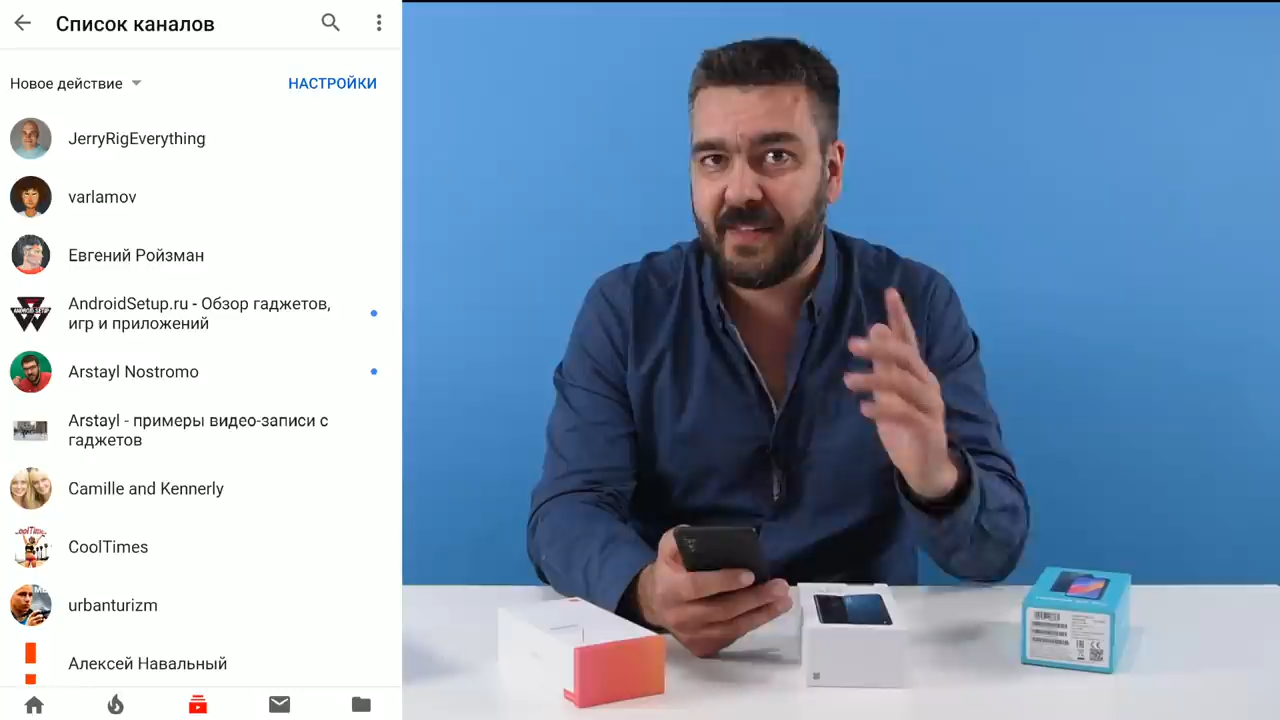 Список каналов
Новое действие
НАСТРОЙКИ
JerryRigEverything
varlamov
Евгений Ройзман
AndroidSetup.ru - Обзор гаджетов,
игр и приложений
Arstayl Nostromo
Arstayl - примеры видео-записи с
гаджетов
Camille and Kennerly
CoolTimes
urbanturizm
Алексей Навальный